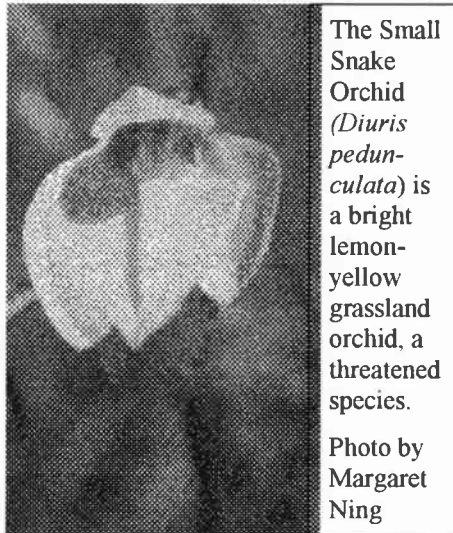 The Small
Snake
Orchid
(Diuris
pedun-
culata) is
a bright
lemon-
yellow
grassland
orchid, a
threatened
species.
Photo by
Margaret
Ning